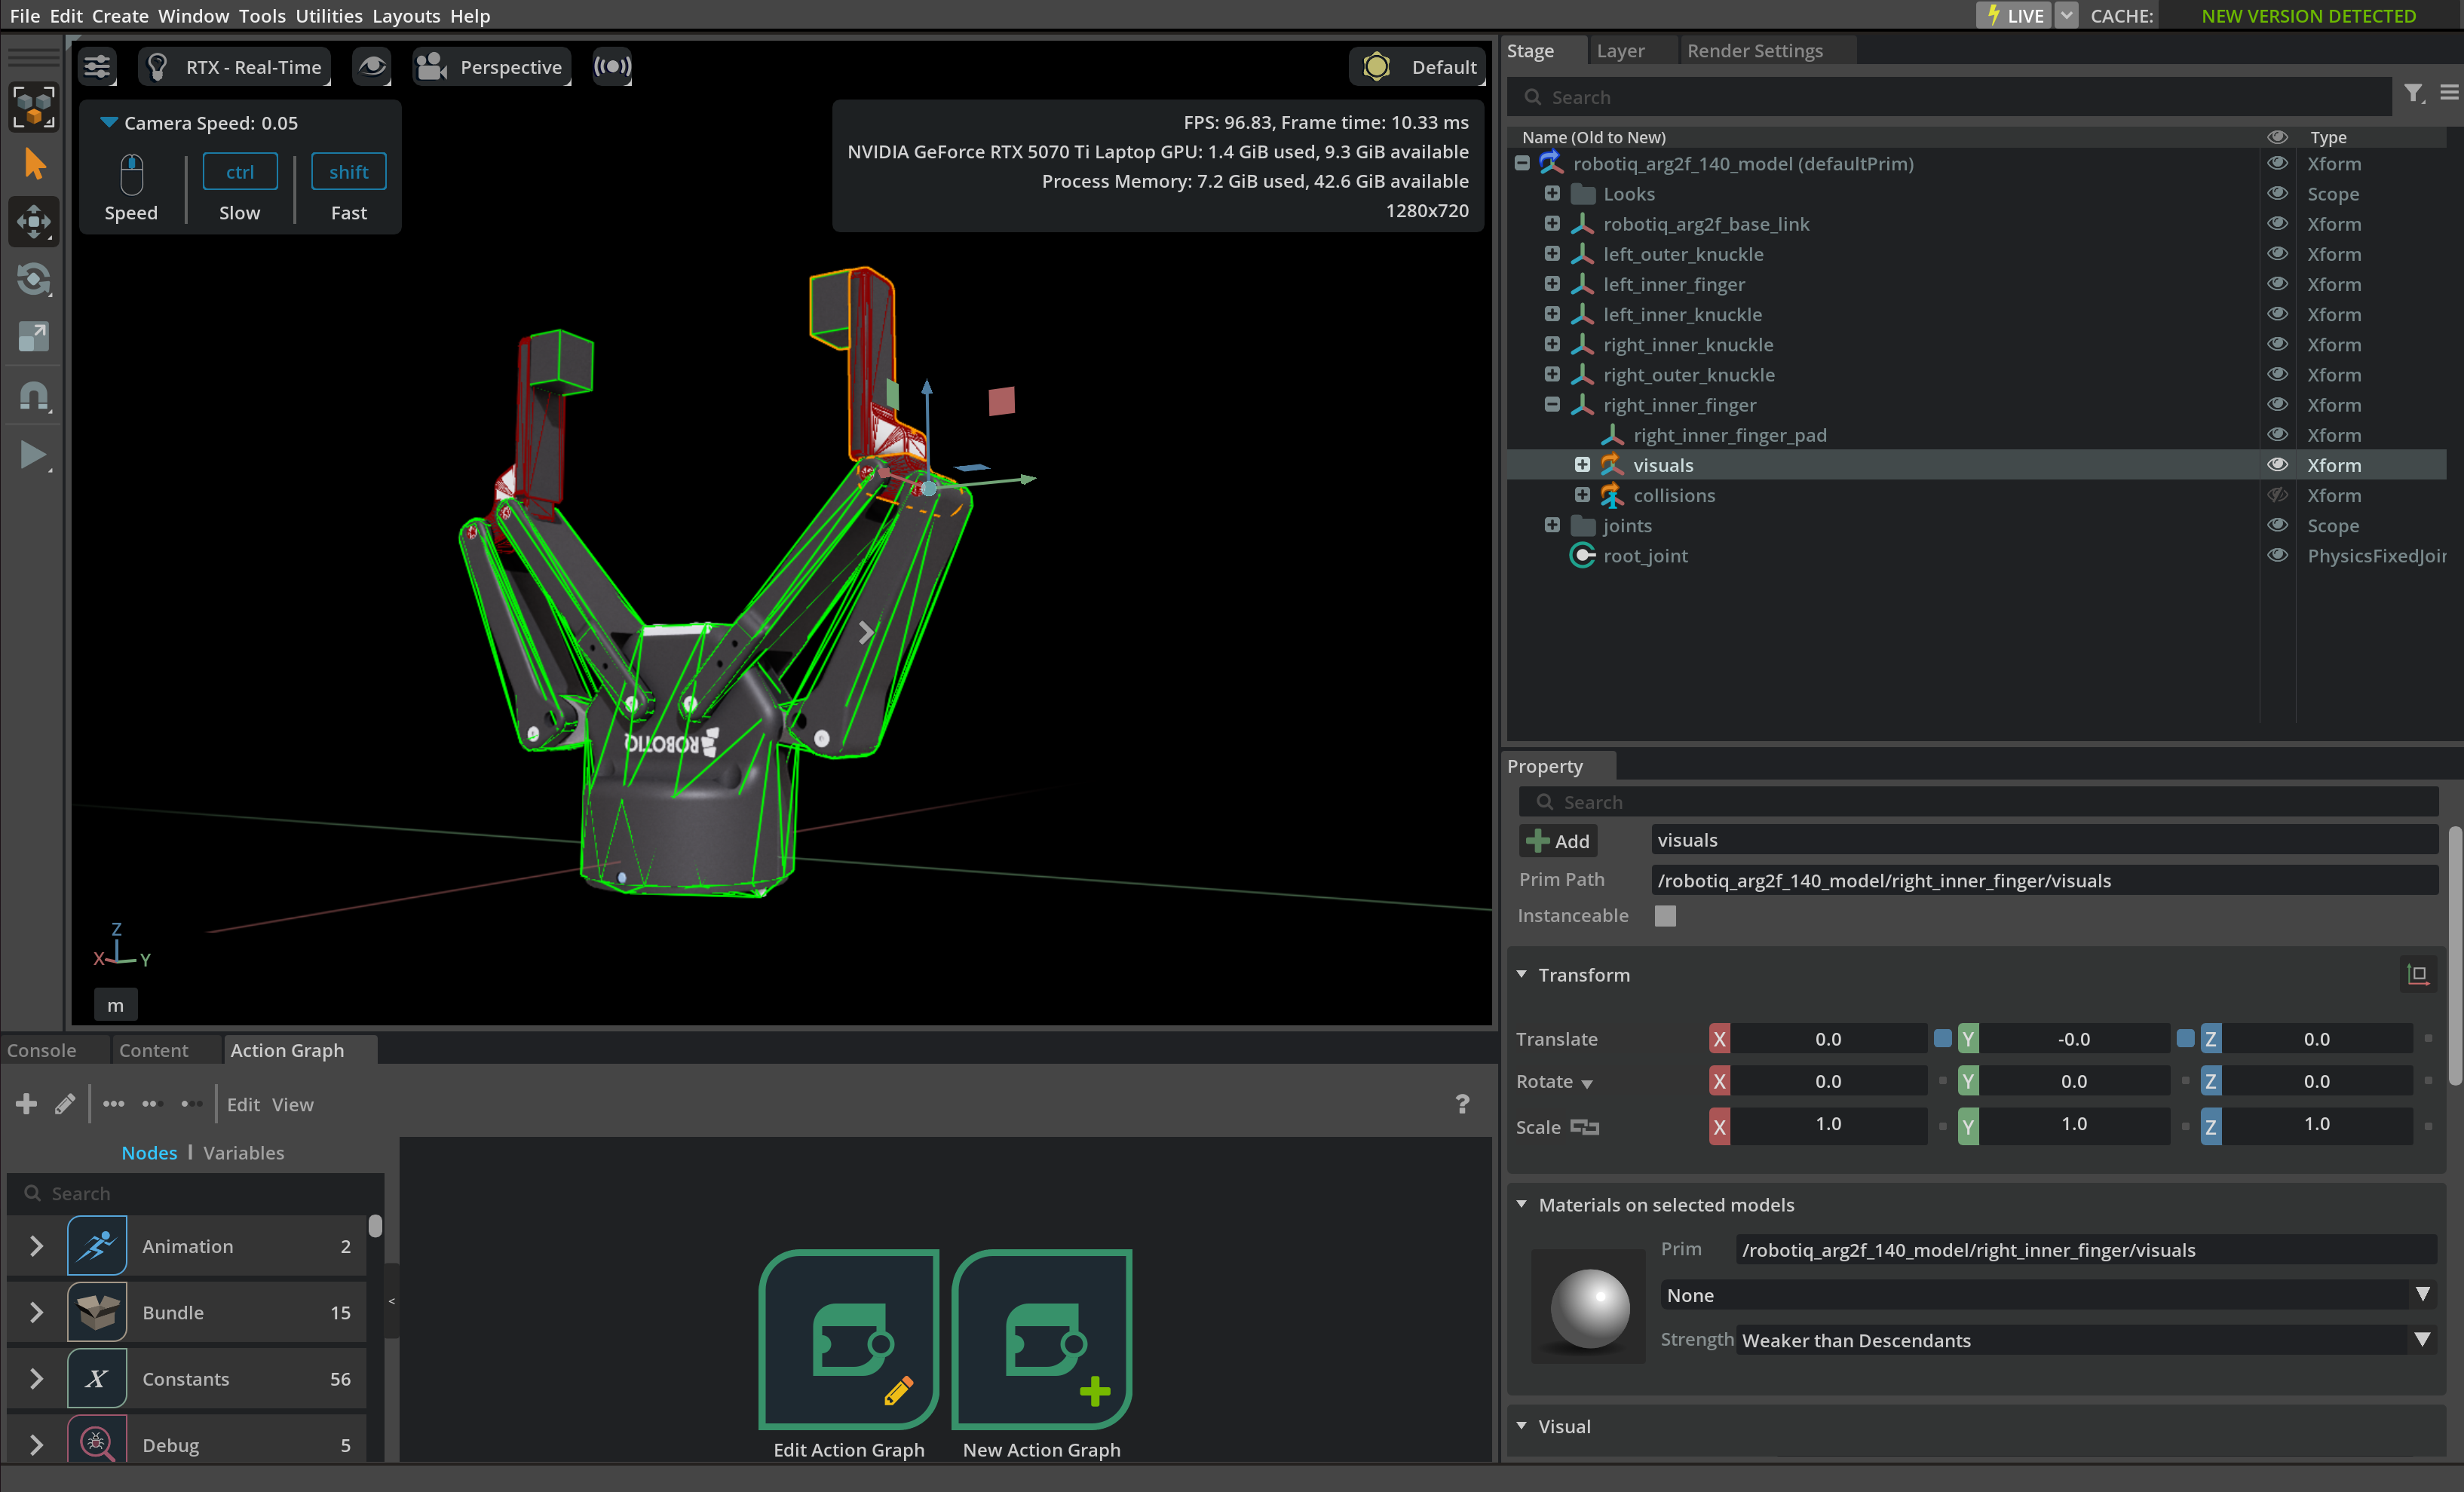 File Edit Create Window Tools Utilities Layouts Help
LIVE
CACHE:
NEW VERSION DETECTED
RTX - Real-Time
Perspective
Default
Camera Speed: 0.05
ctrl
shift
Speed
Slow
Fast
FPS: 96.83, Frame time: 10.33 ms
NVIDIA GeForce RTX 5070 Ti Laptop GPU: 1.4 GiB used, 9.3 GiB available
Process Memory: 7.2 GiB used, 42.6 GiB available
1280x720
ROBOTIQ
Z
X
Y
m
Stage
Layer
Render Settings
Search
Name (Old to New)
Type
robotiq_arg2f_140_model (defaultPrim) Xform
Looks Scope
robotiq_arg2f_base_link Xform
left_outer_knuckle Xform
left_inner_finger Xform
left_inner_knuckle Xform
right_inner_knuckle Xform
right_outer_knuckle Xform
right_inner_finger Xform
right_inner_finger_pad Xform
visuals Xform
collisions Xform
joints Scope
root_joint PhysicsFixedJoin
Property
Search
Add visuals
Prim Path /robotiq_arg2f_140_model/right_inner_finger/visuals
Instanceable
Transform
Translate X 0.0 Y -0.0 Z 0.0
Rotate X 0.0 Y 0.0 Z 0.0
Scale X 1.0 Y 1.0 Z 1.0
Materials on selected models
Prim /robotiq_arg2f_140_model/right_inner_finger/visuals
None
Strength Weaker than Descendants
Visual
Console
Content
Action Graph
Edit View
?
Nodes | Variables
Search
Animation 2
Bundle 15
X Constants 56
Debug 5
<
Edit Action Graph
New Action Graph